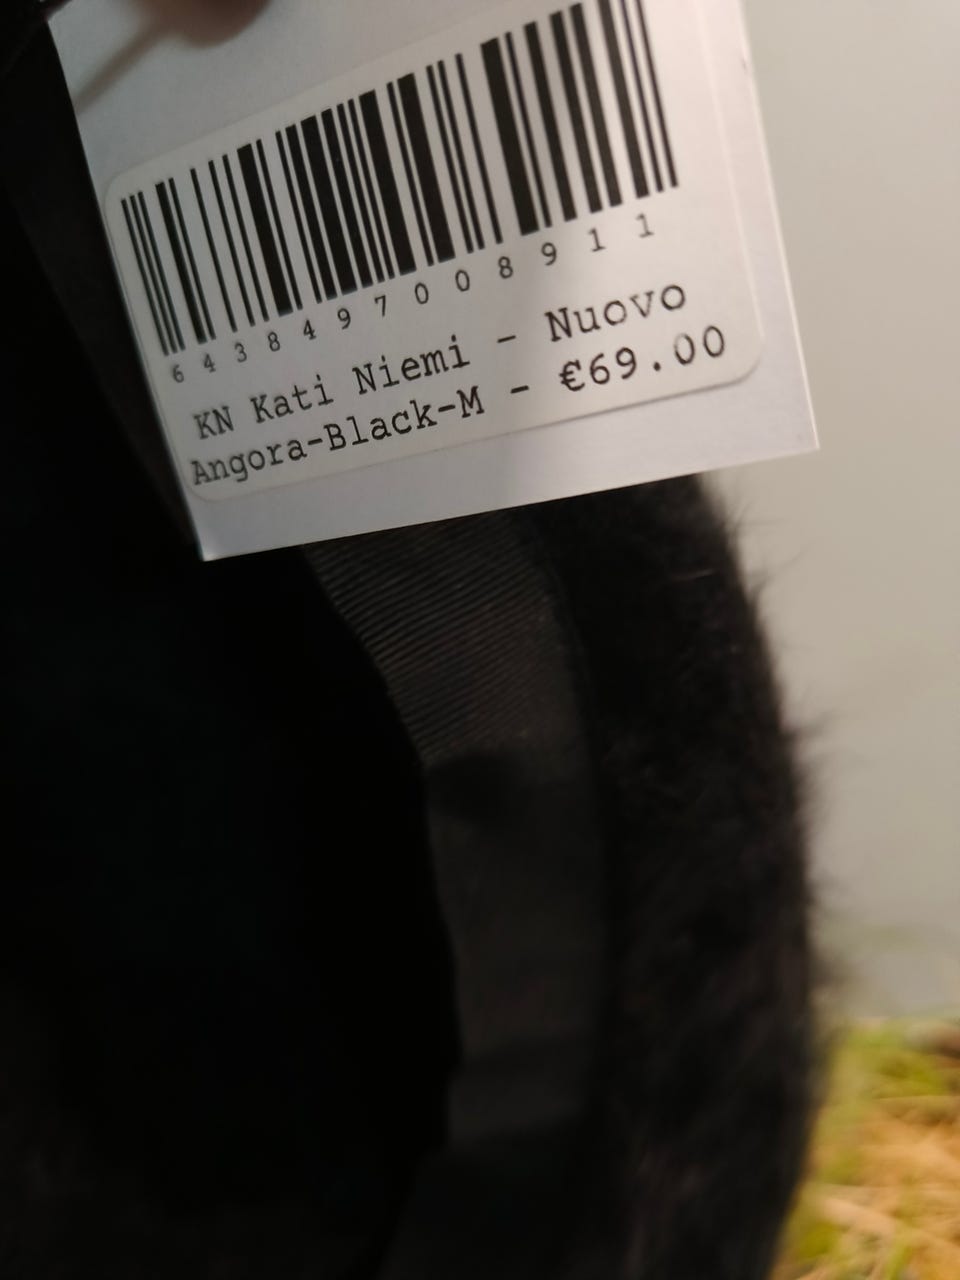 6438497008911
KN Kati Niemi - Nuovo
Angora-Black-M - €69.00